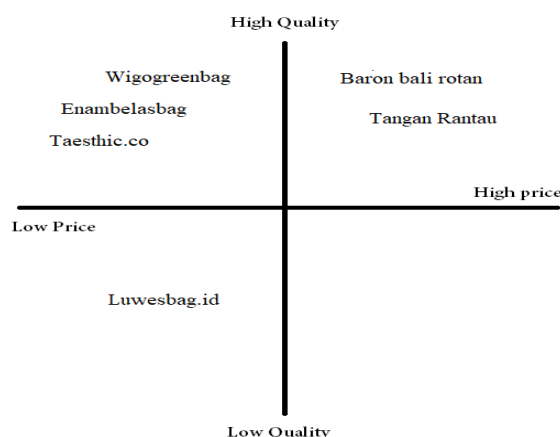 High Quality
Wigogreenbag
Baron bali rotan
Enambelasbag
Tangan Rantau
Taesthic.co
High price
Low Price
Luwesbag.id
Low Quality